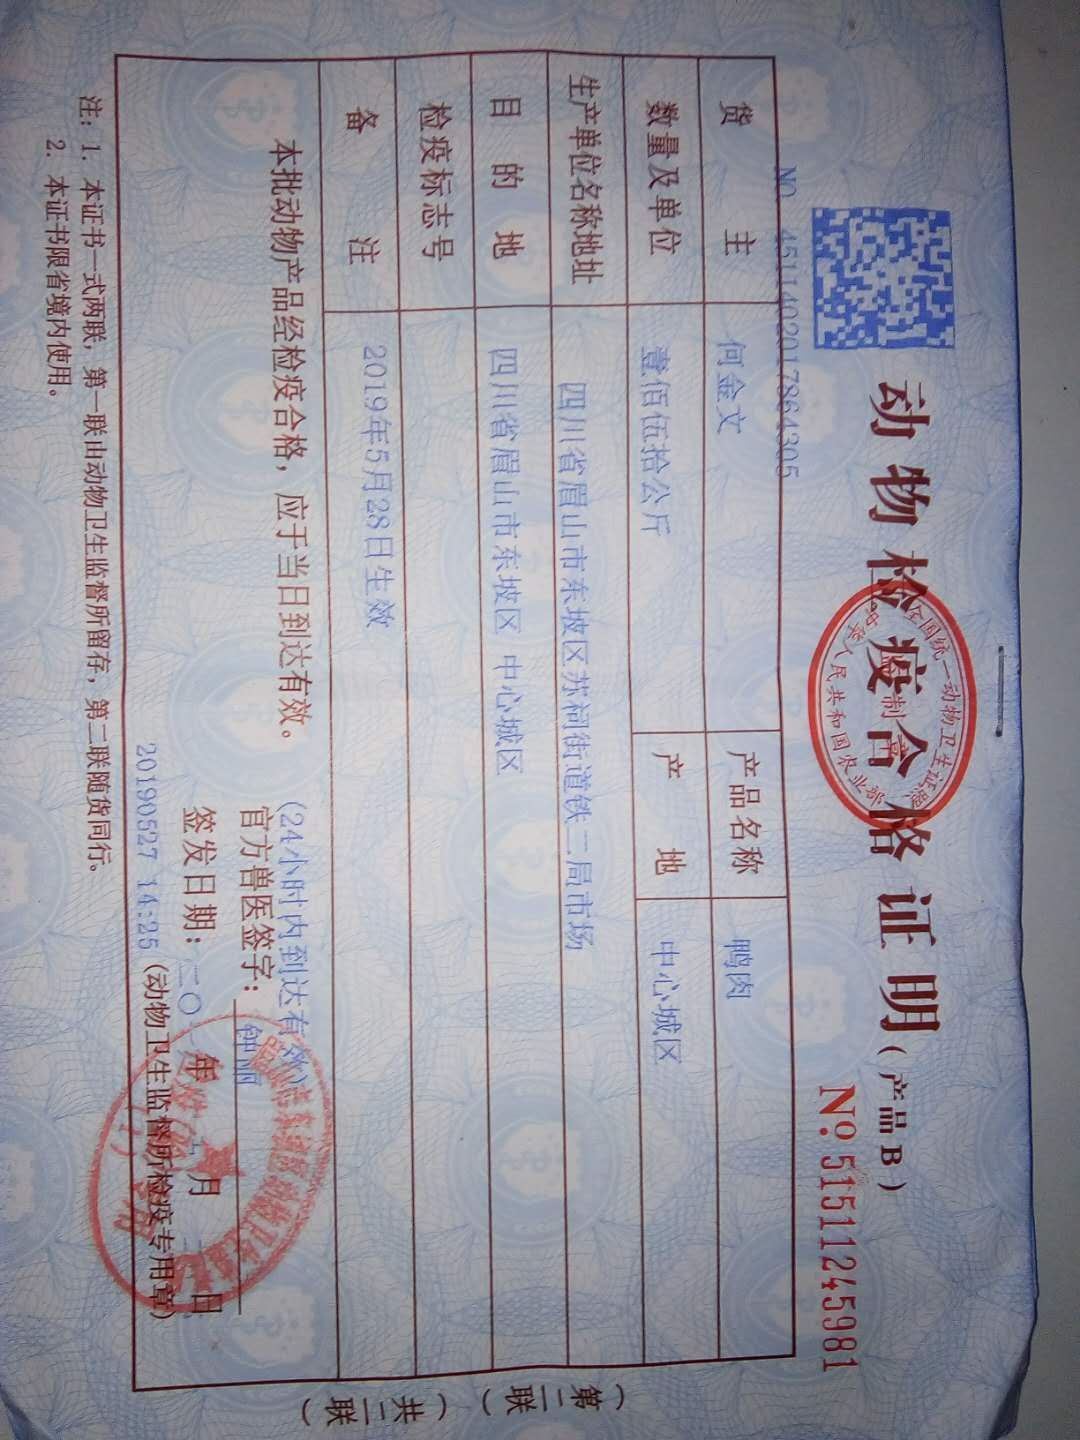 动物检疫合格证明(产品B)
全国统一动物卫生证照
中华人民共和国农业部
监制章
NO 4511402017864305
No.51511245981
货 主 何金文 产品名称 鸭肉
数量及单位 壹佰伍拾公斤 产 地 中心城区
生产单位名称地址 四川省眉山市东坡区苏祠街道铁二局市场
目 的 地 四川省眉山市东坡区 中心城区
检疫标志号
备 注 2019年5月28日生效
本批动物产品经检疫合格，应于当日到达有效。
(24小时内到达有效)
官方兽医签字：钟丽
签发日期：二〇 年 月 日
20190527 14:25 (动物卫生监督所检疫专用章)
注：1. 本证书一式两联，第一联由动物卫生监督所留存，第二联随货同行。
2. 本证书限省境内使用。
(第二联)(共二联)